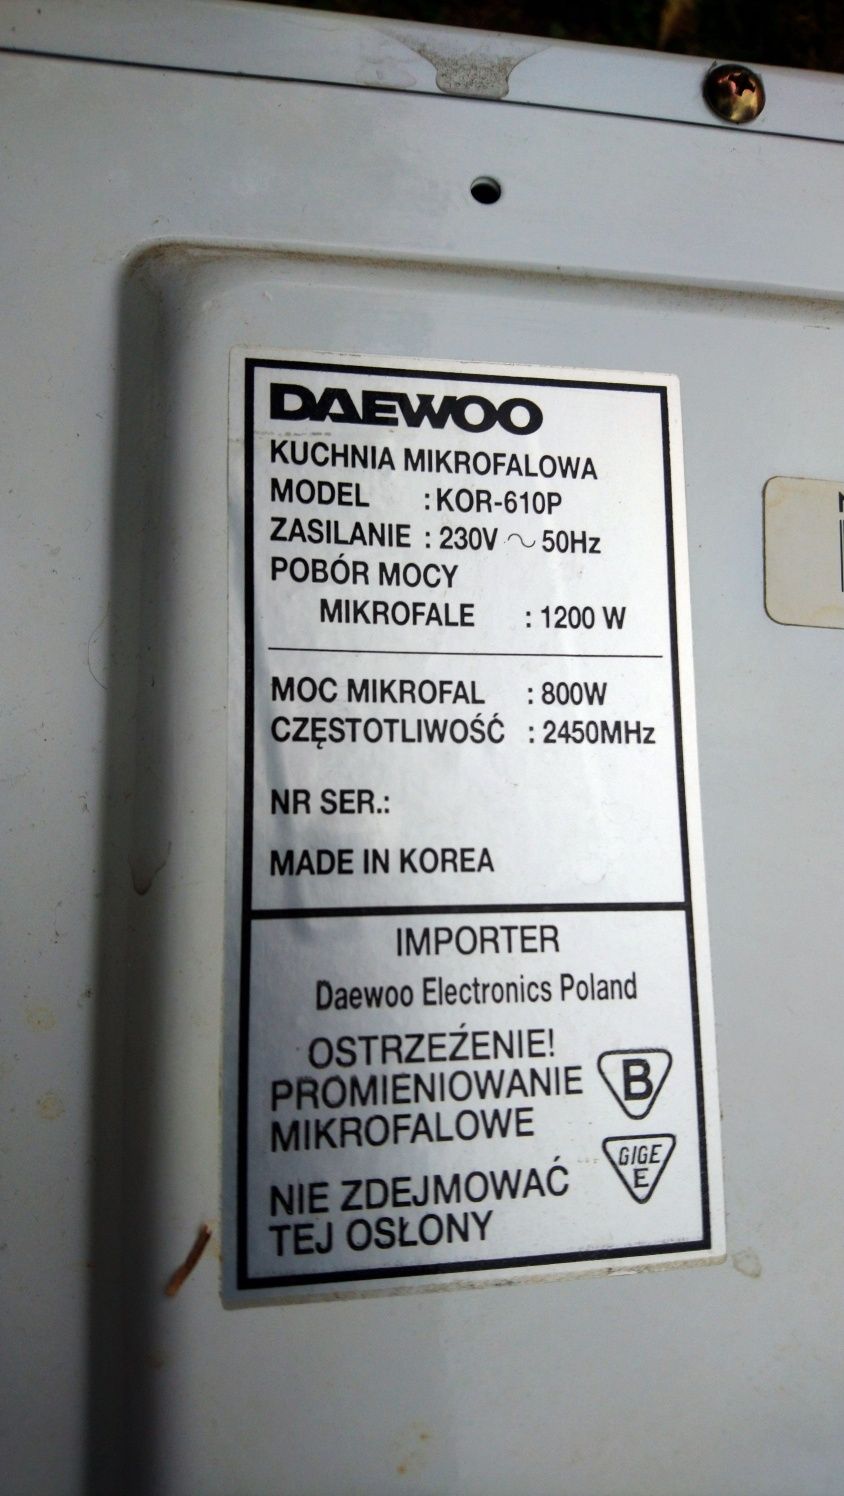 DAEWOO
KUCHNIA MIKROFALOWA
MODEL : KOR-610P
ZASILANIE : 230V ~ 50Hz
POBÓR MOCY
MIKROFALE : 1200 W
MOC MIKROFAL : 800W
CZĘSTOTLIWOŚĆ : 2450MHz
NR SER.:
MADE IN KOREA
IMPORTER
Daewoo Electronics Poland
OSTRZEŹENIE!
PROMIENIOWANIE
MIKROFALOWE
B
GIGE
E
NIE ZDEJMOWAĆ
TEJ OSŁONY